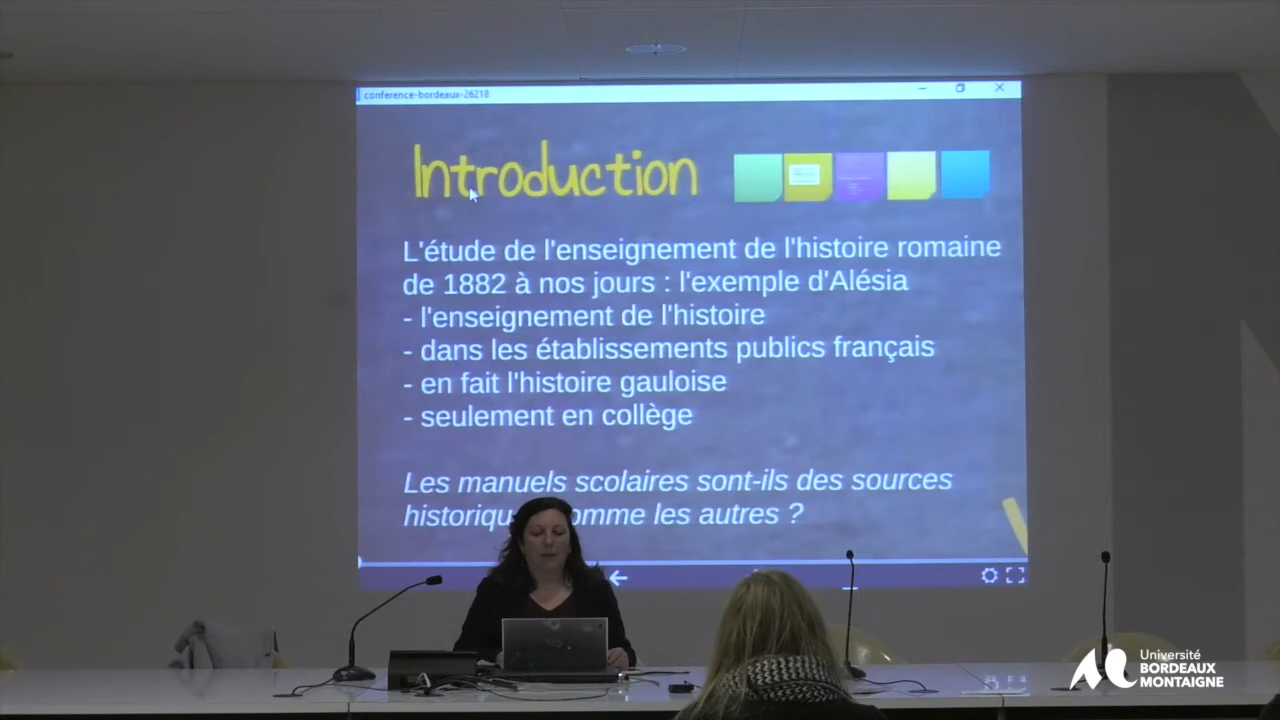 conference-bordeaux-26218
Introduction
L'étude de l'enseignement de l'histoire romaine
de 1882 à nos jours : l'exemple d'Alésia
- l'enseignement de l'histoire
- dans les établissements publics français
- en fait l'histoire gauloise
- seulement en collège
Les manuels scolaires sont-ils des sources
comme les autres ?
Université
BORDEAUX
MONTAIGNE